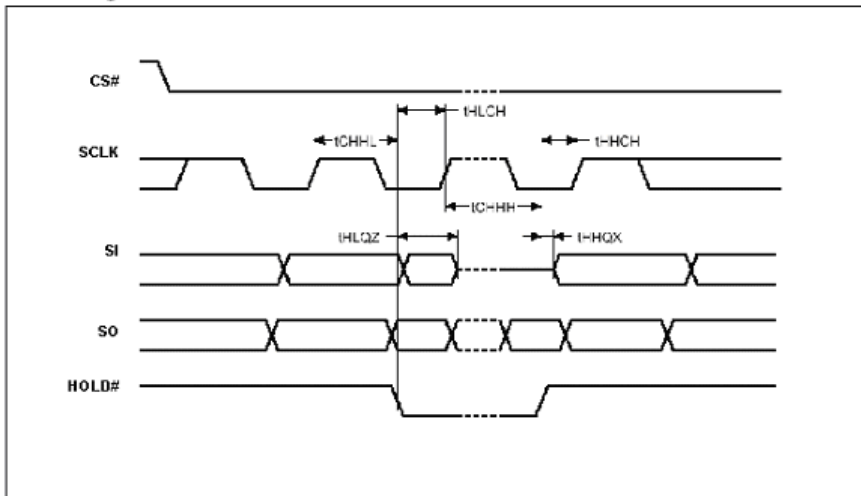 CS#
tHLCH
tCHHL
tHHCH
SCLK
tCHHH
tHLQZ
tHHQX
SI
SO
HOLD#